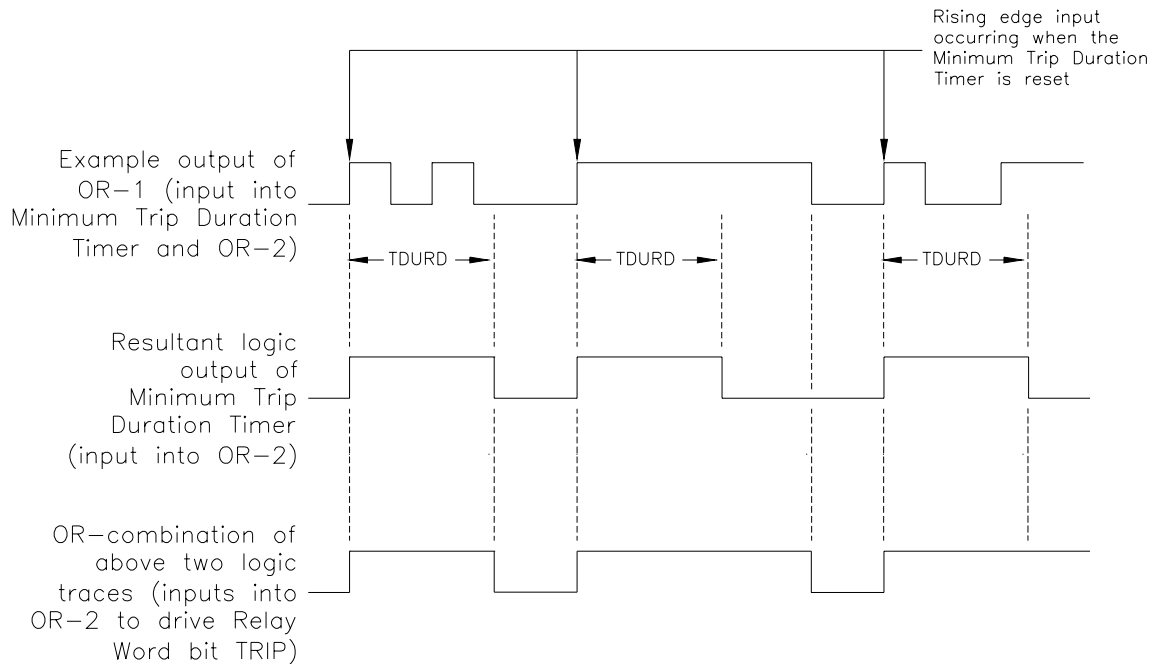 Rising edge input
occurring when the
Minimum Trip Duration
Timer is reset
Example output of
OR-1 (input into
Minimum Trip Duration
Timer and OR-2)
TDURD
TDURD
TDURD
Resultant logic
output of
Minimum Trip
Duration Timer
(input into OR-2)
OR-combination of
above two logic
traces (inputs into
OR-2 to drive Relay
Word bit TRIP)